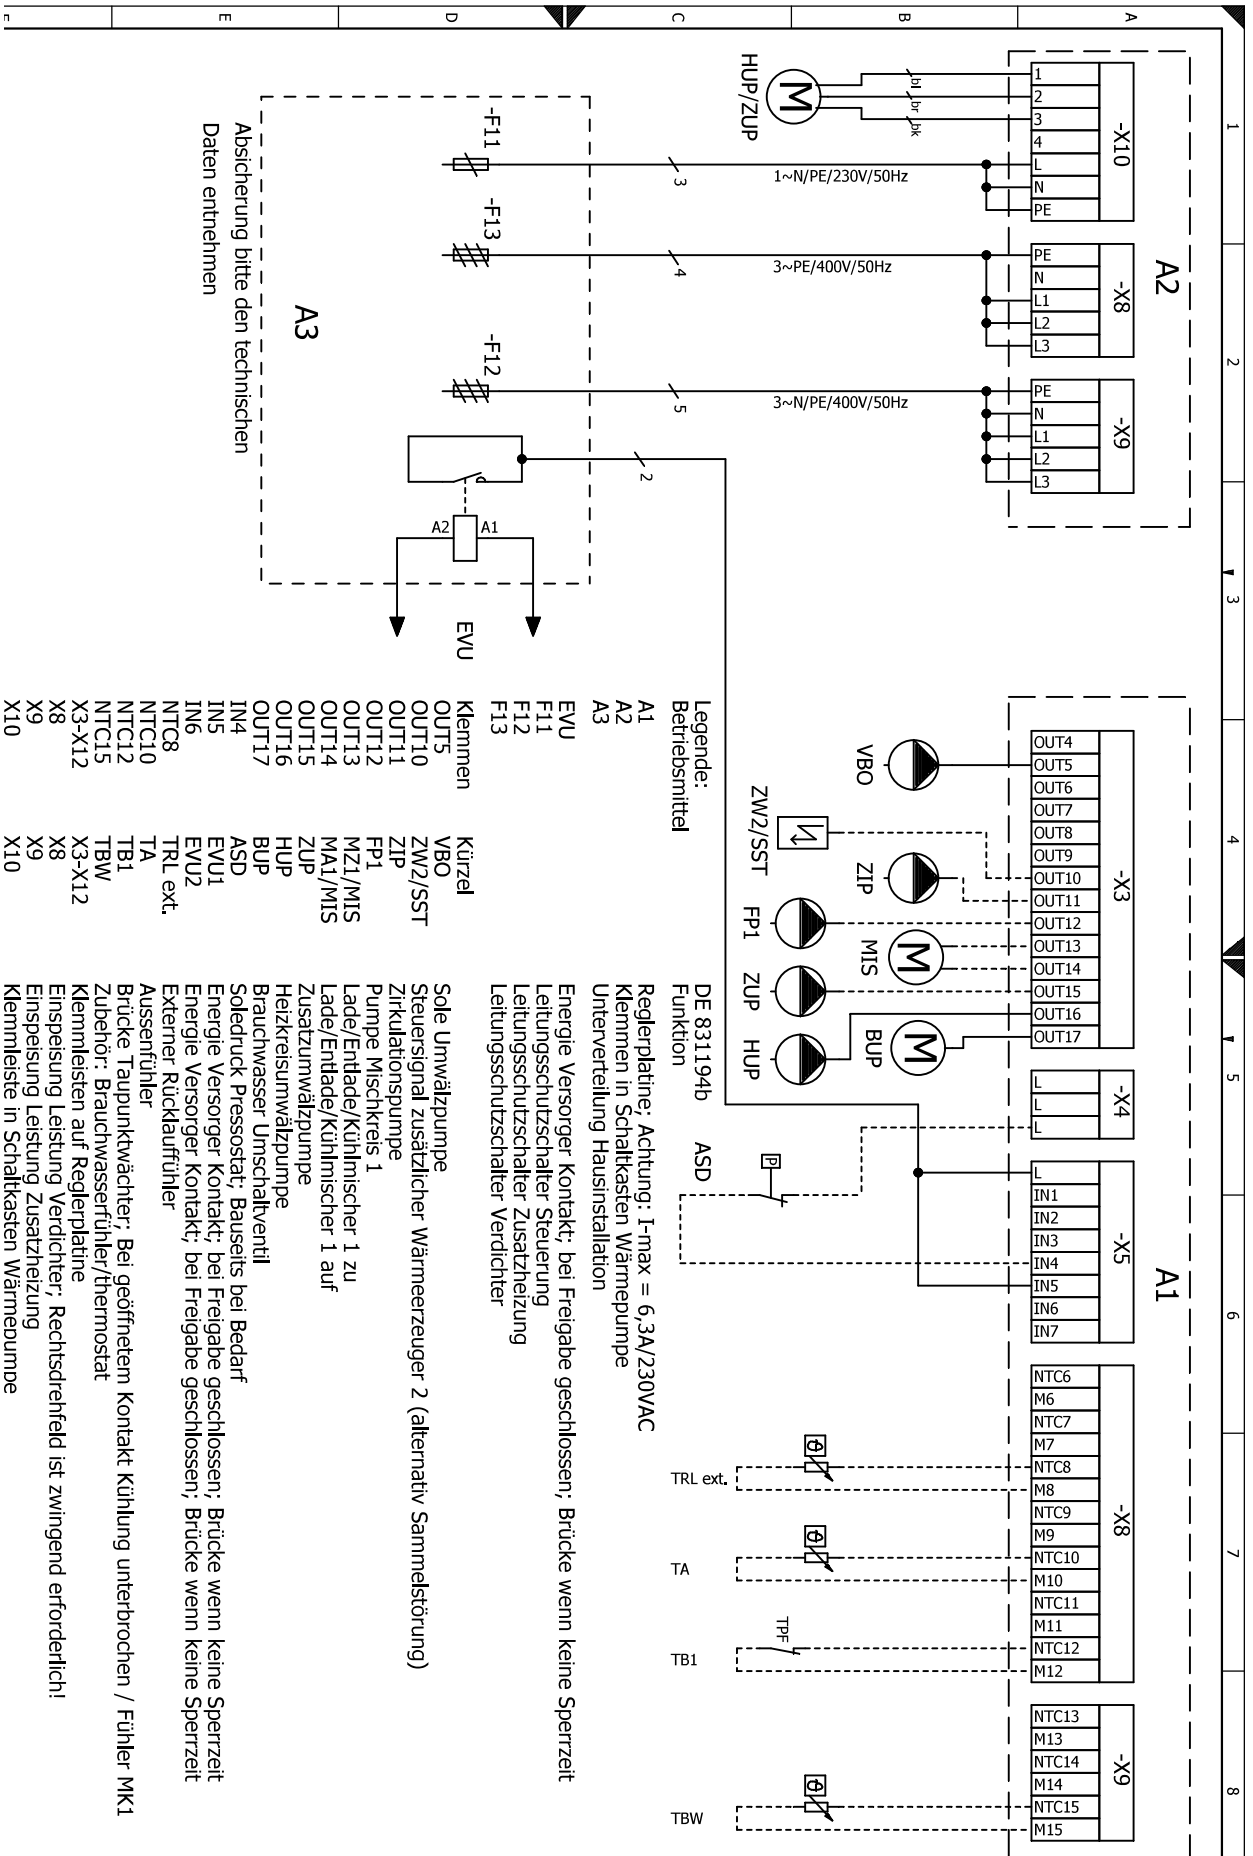 1 2 3 4 5 6 7 8
A
B
C
D
E
A2
-X10
1
2
3
4
L
N
PE
-X8
PE
N
L1
L2
L3
-X9
PE
N
L1
L2
L3
bl
br
bk
HUP/ZUP
M
1~N/PE/230V/50Hz
3
3~PE/400V/50Hz
4
3~N/PE/400V/50Hz
5
2
-F11
-F13
-F12
A3
A1
A2
EVU
Absicherung bitte den technischen
Daten entnehmen
A1
-X3
OUT4
OUT5
OUT6
OUT7
OUT8
OUT9
OUT10
OUT11
OUT12
OUT13
OUT14
OUT15
OUT16
OUT17
-X4
L
L
L
-X5
L
IN1
IN2
IN3
IN4
IN5
IN6
IN7
-X8
NTC6
M6
NTC7
M7
NTC8
M8
NTC9
M9
NTC10
M10
NTC11
M11
NTC12
M12
-X9
NTC13
M13
NTC14
M14
NTC15
M15
VBO
ZW2/SST
ZIP
FP1
M
MIS
ZUP
HUP
M
BUP
P
ASD
ϑ
TRL ext.
ϑ
TA
TPF
TB1
ϑ
TBW
Legende: DE 831194b
Betriebsmittel Funktion
A1 Reglerplatine; Achtung: I-max = 6,3A/230VAC
A2 Klemmen in Schaltkasten Wärmepumpe
A3 Unterverteilung Hausinstallation
EVU Energie Versorger Kontakt; bei Freigabe geschlossen; Brücke wenn keine Sperrzeit
F11 Leitungsschutzschalter Steuerung
F12 Leitungsschutzschalter Zusatzheizung
F13 Leitungsschutzschalter Verdichter
Klemmen Kürzel
OUT5 VBO Sole Umwälzpumpe
OUT10 ZW2/SST Steuersignal zusätzlicher Wärmeerzeuger 2 (alternativ Sammelstörung)
OUT11 ZIP Zirkulationspumpe
OUT12 FP1 Pumpe Mischkreis 1
OUT13 MZ1/MIS Lade/Entlade/Kühlmischer 1 zu
OUT14 MA1/MIS Lade/Entlade/Kühlmischer 1 auf
OUT15 ZUP Zusatzumwälzpumpe
OUT16 HUP Heizkreisumwälzpumpe
OUT17 BUP Brauchwasser Umschaltventil
IN4 ASD Soledruck Pressostat; Bauseits bei Bedarf
IN5 EVU1 Energie Versorger Kontakt; bei Freigabe geschlossen; Brücke wenn keine Sperrzeit
IN6 EVU2 Energie Versorger Kontakt; bei Freigabe geschlossen; Brücke wenn keine Sperrzeit
NTC8 TRL ext. Externer Rücklauffühler
NTC10 TA Aussenfühler
NTC12 TB1 Brücke Taupunktwächter; Bei geöffnetem Kontakt Kühlung unterbrochen / Fühler MK1
NTC15 TBW Zubehör: Brauchwasserfühler/thermostat
X3-X12 X3-X12 Klemmleisten auf Reglerplatine
X8 X8 Einspeisung Leistung Verdichter; Rechtsdrehfeld ist zwingend erforderlich!
X9 X9 Einspeisung Leistung Zusatzheizung
X10 X10 Klemmleiste in Schaltkasten Wärmepumpe